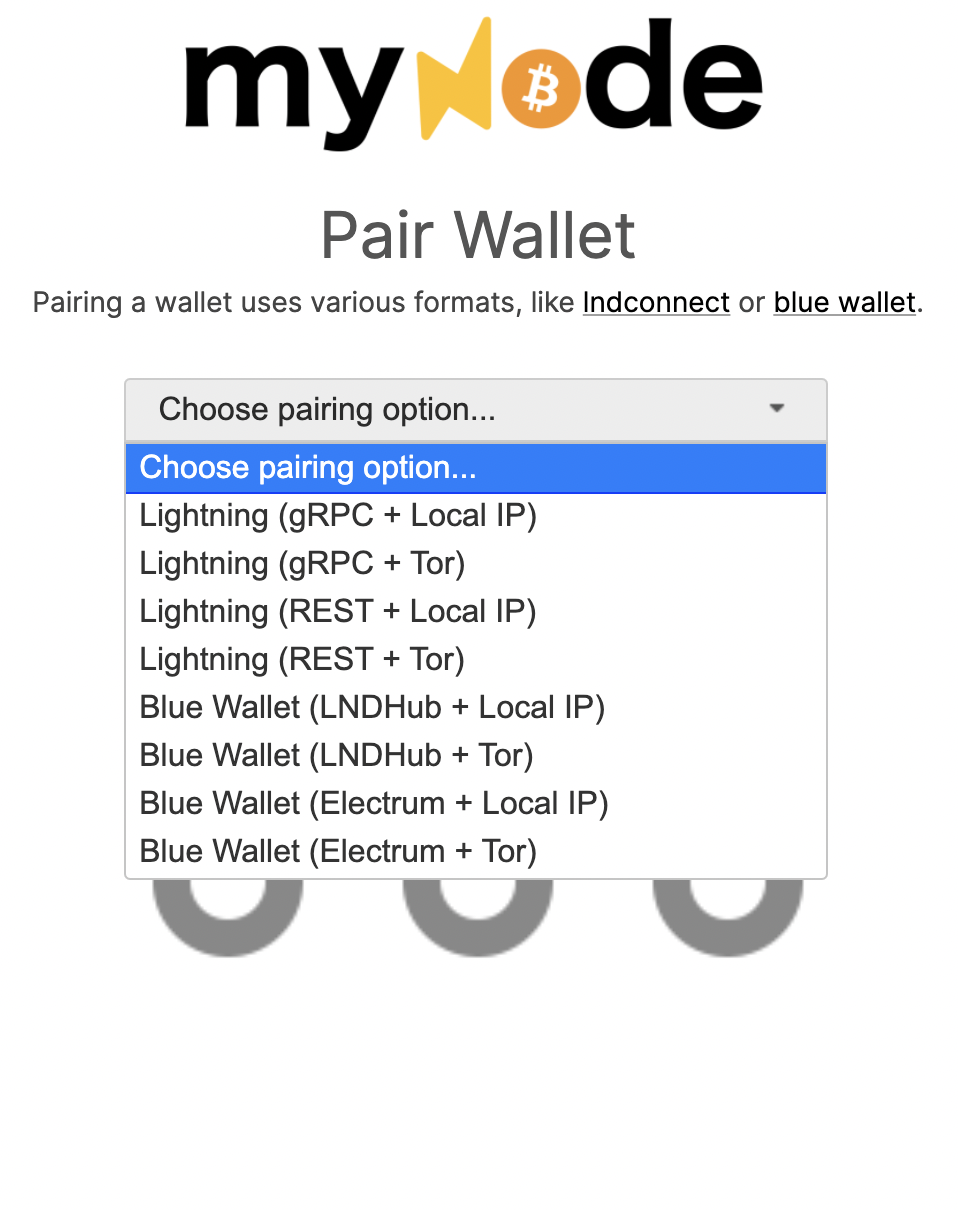 myNode
Pair Wallet
Pairing a wallet uses various formats, like lndconnect or blue wallet.
Choose pairing option...
Choose pairing option...
Lightning (gRPC + Local IP)
Lightning (gRPC + Tor)
Lightning (REST + Local IP)
Lightning (REST + Tor)
Blue Wallet (LNDHub + Local IP)
Blue Wallet (LNDHub + Tor)
Blue Wallet (Electrum + Local IP)
Blue Wallet (Electrum + Tor)